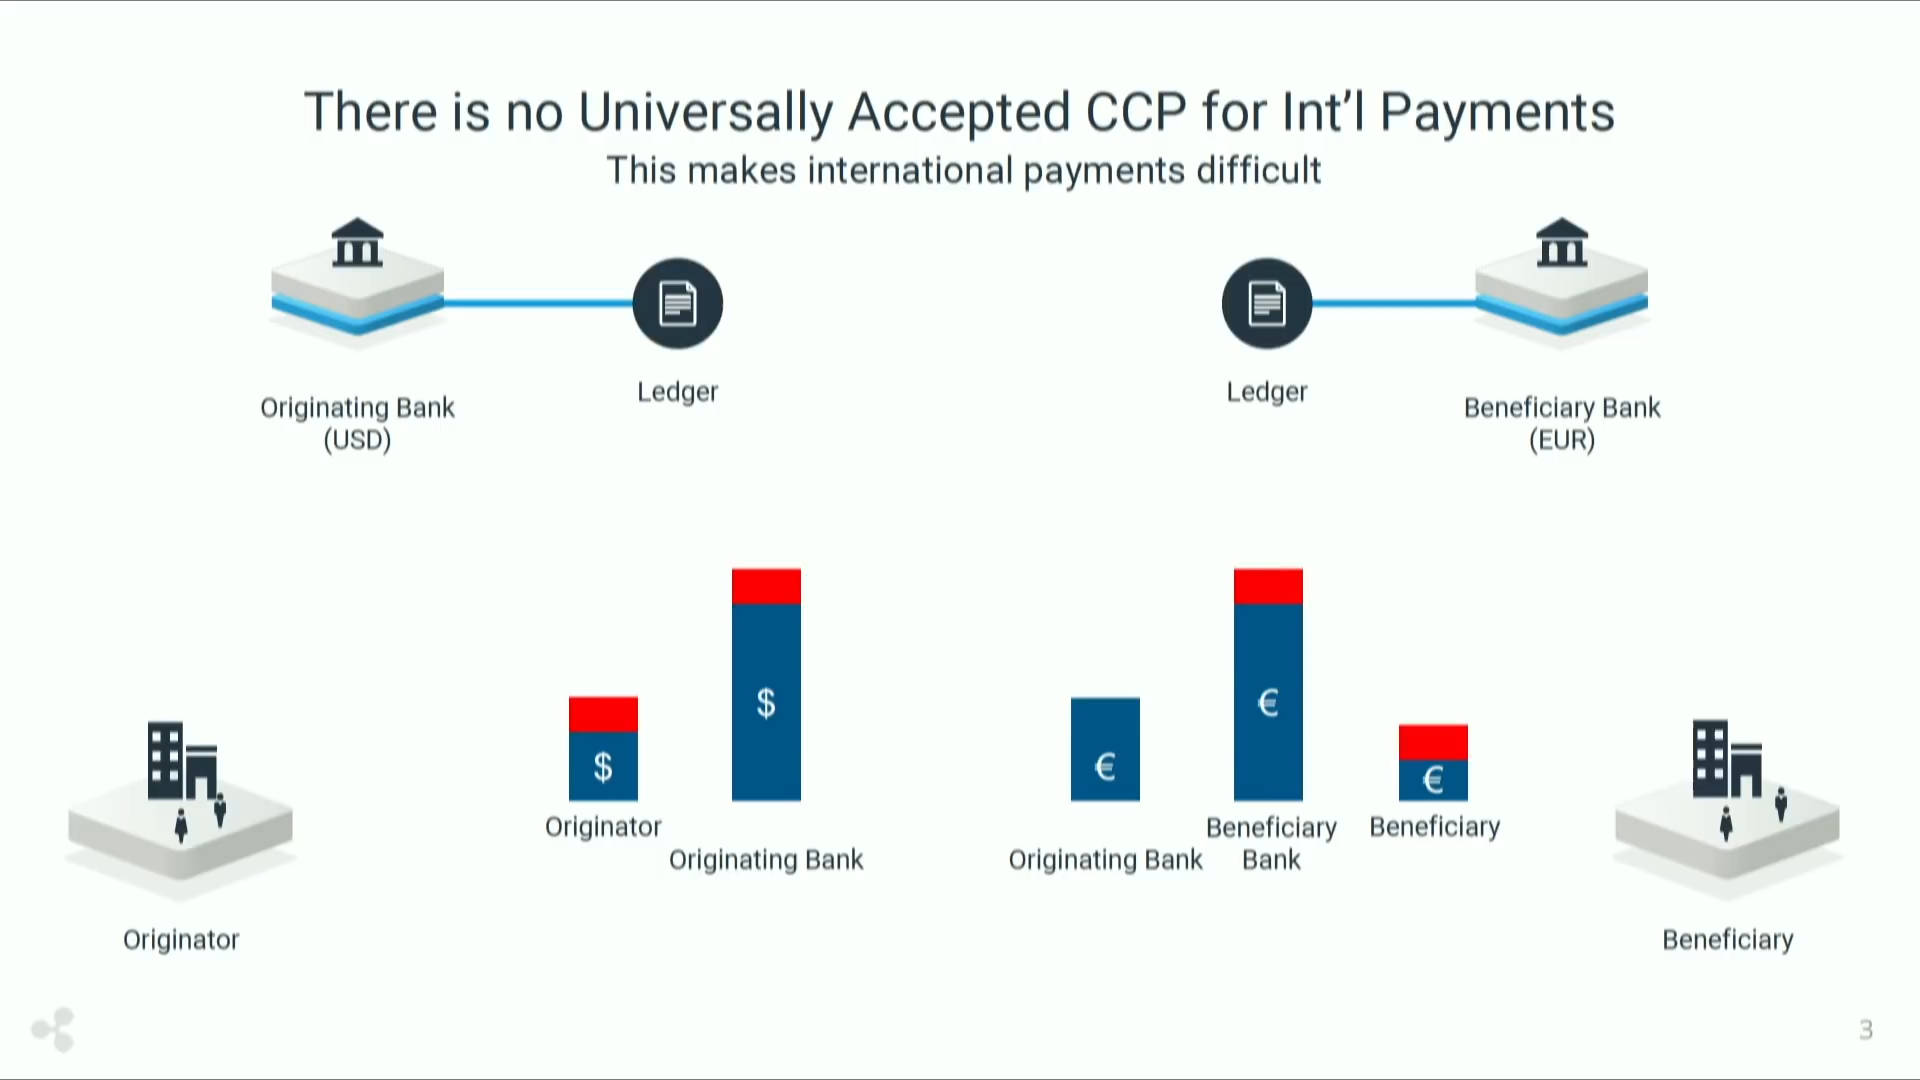 There is no Universally Accepted CCP for Int'l Payments
This makes international payments difficult
Ledger
Ledger
Originating Bank
(USD)
Beneficiary Bank
(EUR)
$
$
€
€
€
Originator
Originating Bank
Originating Bank
Beneficiary
Bank
Beneficiary
Originator
Beneficiary
3